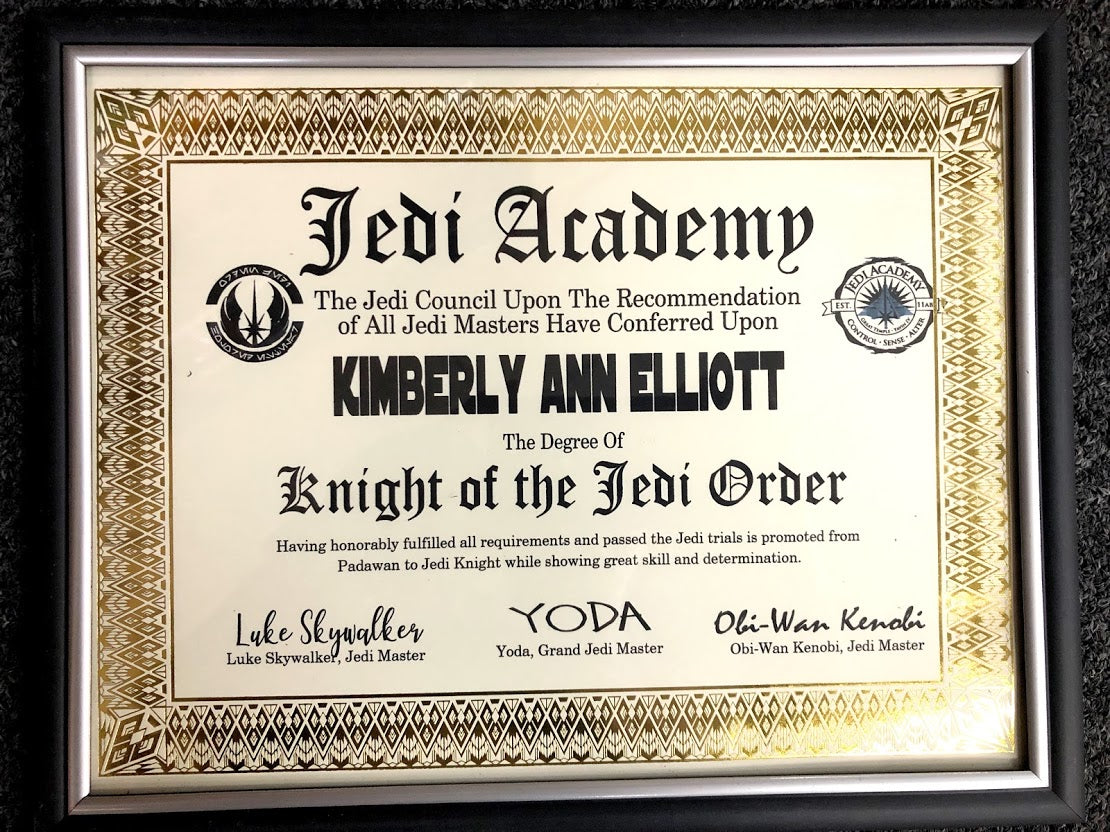 Jedi Academy
The Jedi Council Upon The Recommendation
of All Jedi Masters Have Conferred Upon
JEDI ACADEMY
EST. 11ABY
CONTROL · SENSE · ALTER
KIMBERLY ANN ELLIOTT
The Degree Of
Knight of the Jedi Order
Having honorably fulfilled all requirements and passed the Jedi trials is promoted from
Padawan to Jedi Knight while showing great skill and determination.
Luke Skywalker
Luke Skywalker, Jedi Master
YODA
Yoda, Grand Jedi Master
Obi-Wan Kenobi
Obi-Wan Kenobi, Jedi Master